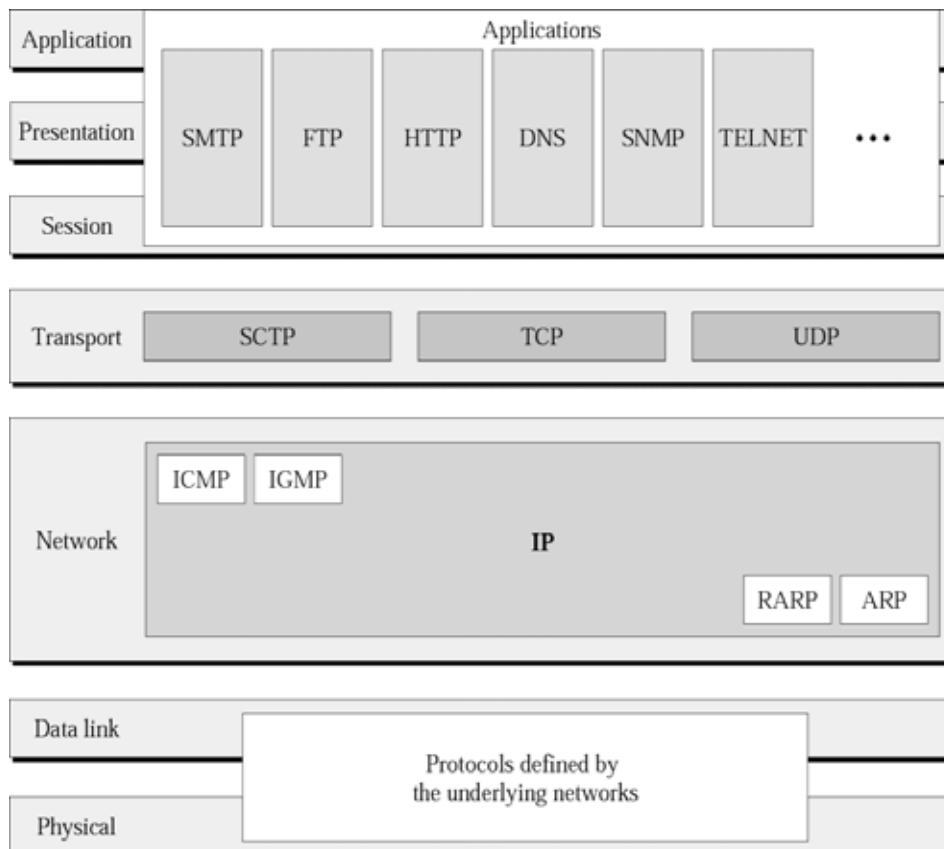 Application
Applications
Presentation
SMTP
FTP
HTTP
DNS
SNMP
TELNET
...
Session
Transport
SCTP
TCP
UDP
Network
ICMP
IGMP
IP
RARP
ARP
Data link
Protocols defined by
the underlying networks
Physical